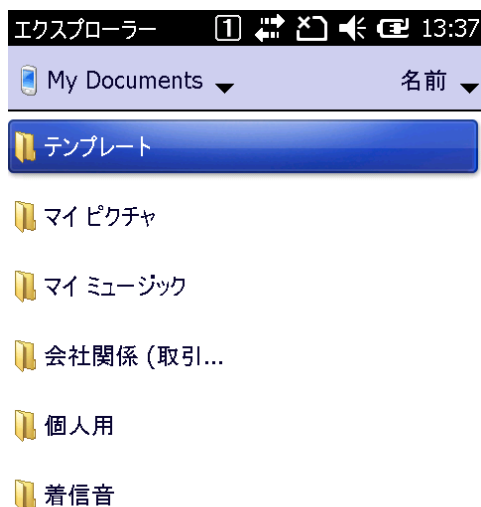 エクスプローラー 1 13:37
My Documents 名前
テンプレート
マイ ピクチャ
マイ ミュージック
会社関係 (取引...
個人用
着信音